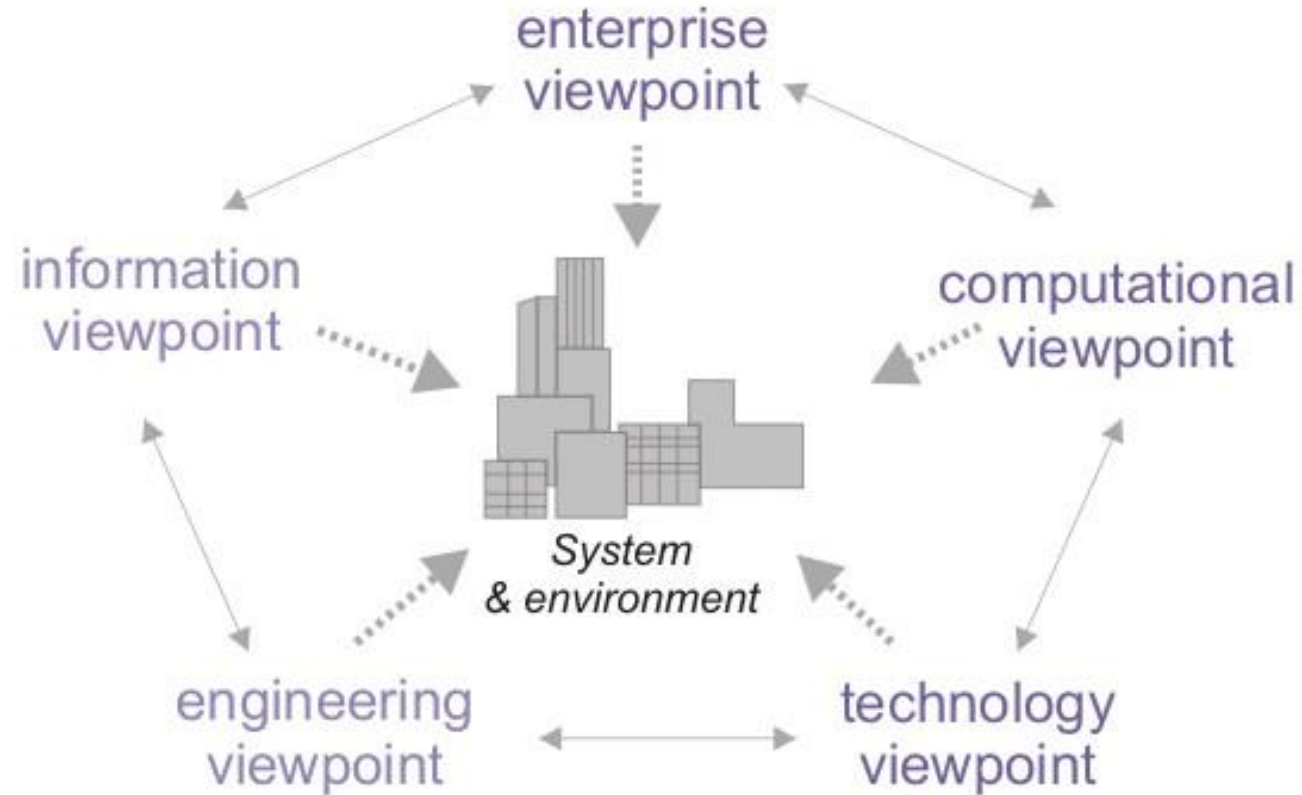 enterprise
viewpoint
information
viewpoint
computational
viewpoint
System
& environment
engineering
viewpoint
technology
viewpoint